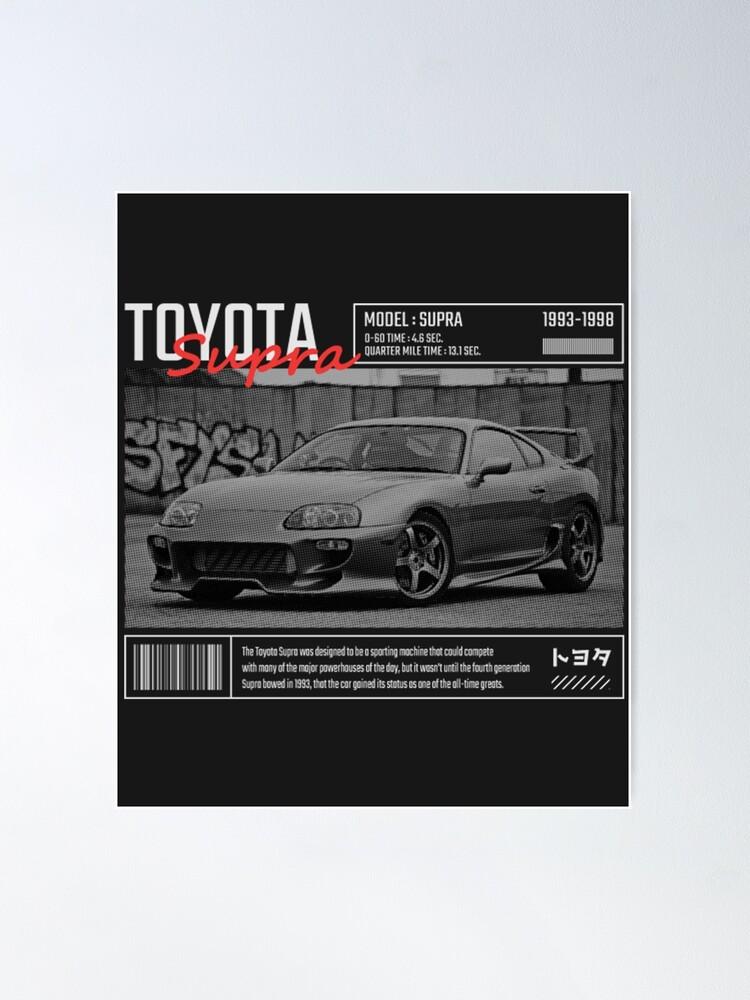 TOYOTA
Supra
MODEL : SUPRA
1993-1998
0-60 TIME : 4.6 SEC.
QUARTER MILE TIME : 13.1 SEC.
SFYS
The Toyota Supra was designed to be a sporting machine that could compete
with many of the major powerhouses of the day, but it wasn't until the fourth generation
Supra bowed in 1993, that the car gained its status as one of the all-time greats.
トヨタ